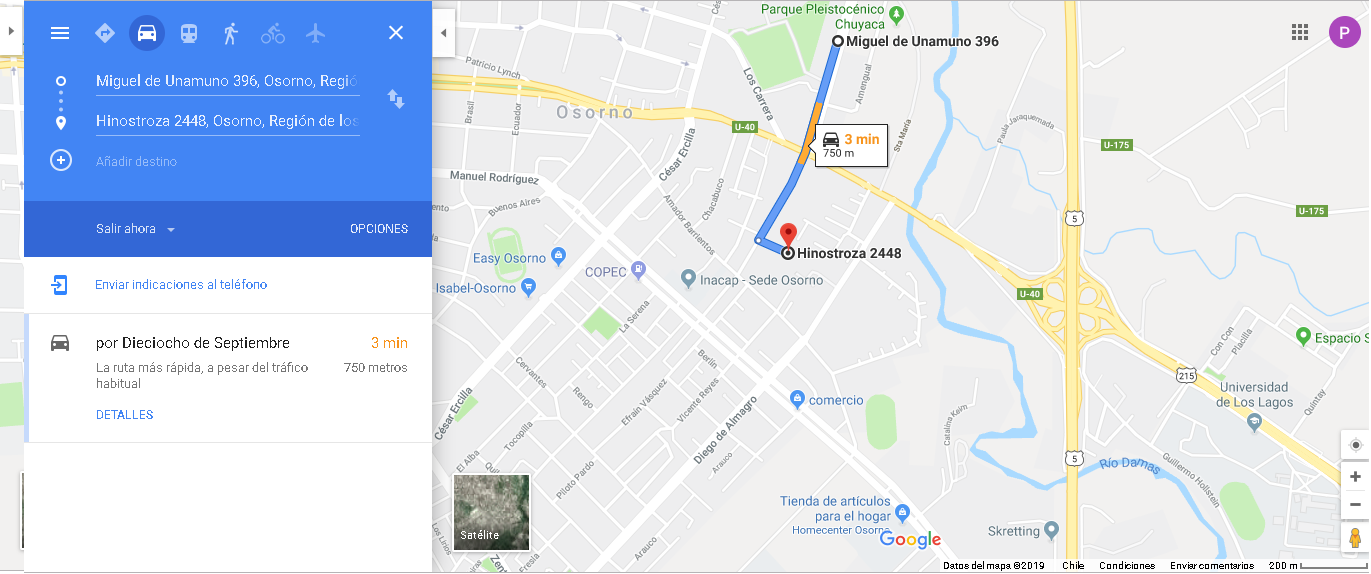 Miguel de Unamuno 396, Osorno, Regió
Hinostroza 2448, Osorno, Región de los
Añadir destino
Salir ahora
OPCIONES
Enviar indicaciones al teléfono
por Dieciocho de Septiembre
3 min
La ruta más rápida, a pesar del tráfico
habitual
750 metros
DETALLES
Parque Pleistocénico
Chuyaca
Miguel de Unamuno 396
P
Patricio Lynch
Osorno
Brasil
Ecuador
César Ercilla
Los Carrera
Amengual
U-40
3 min
750 m
Sta María
Paula Jaraquemada
U-175
Manuel Rodríguez
Buenos Aires
Amador Barrientos
Chacabuco
U-175
5
Hinostroza 2448
Easy Osorno
COPEC
Isabel-Osorno
Inacap - Sede Osorno
U-40
La Serena
Cervantes
Rengo
Berlín
Efraín Vásquez
Vicente Reyes
César Ercilla
Tocopilla
Diego de Almagro
comercio
Catalina Keim
Con Con
Placilla
Espacio S
215
Universidad
de Los Lagos
Quintay
El Alba
Piloto Pardo
Arauco
5
Río Damas
Guillermo Hollstein
Satélite
Los Linos
Arauco
Tienda de artículos
para el hogar
Homecenter Osorno
Google
Skretting
Datos del mapa ©2019
Chile
Condiciones
Enviar comentarios
200 m